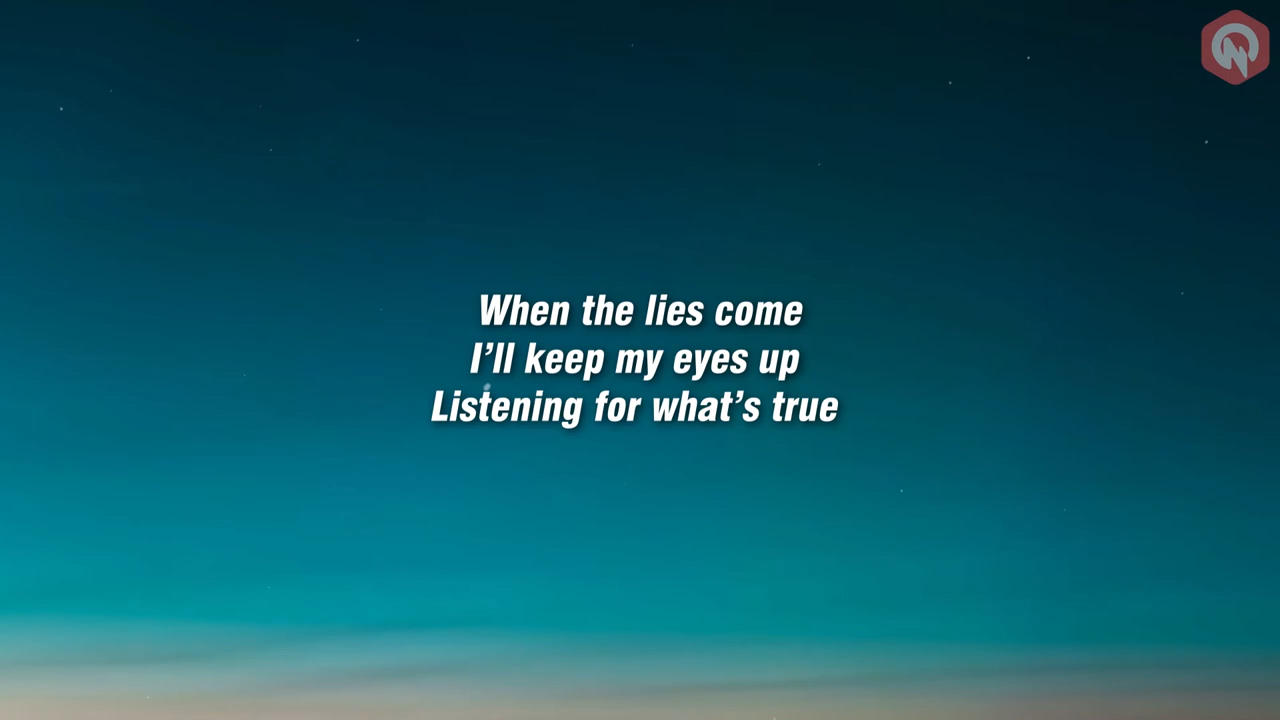 When the lies come
I’ll keep my eyes up
Listening for what’s true